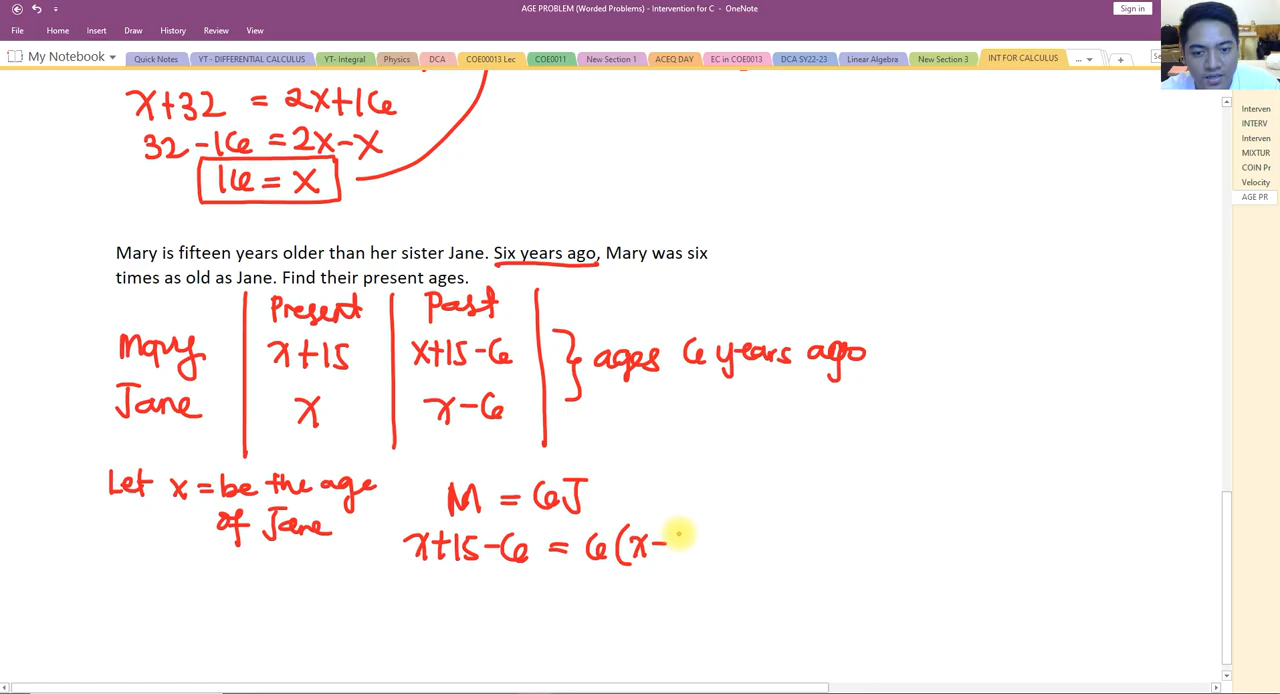 AGE PROBLEM (Worded Problems) - Intervention for C - OneNote
Sign in
File Home Insert Draw History Review View
My Notebook
Quick Notes YT - DIFFERENTIAL CALCULUS YT- Integral Physics DCA COE00013 Lec COE0011 New Section 1 ACEQ DAY EC in COE0013 DCA SY22-23 Linear Algebra New Section 3 INT FOR CALCULUS ...
Interven
INTERV
Interven
MIXTUR
COIN Pr
Velocity
AGE PR
x+32 = 2x+16
32-16 = 2x-x
16 = x
Mary is fifteen years older than her sister Jane. Six years ago, Mary was six
times as old as Jane. Find their present ages.
Present Past
Mary x+15 x+15-6 } ages 6 years ago
Jane x x-6
Let x = be the age
of Jane
M = 6J
x+15-6 = 6(x-